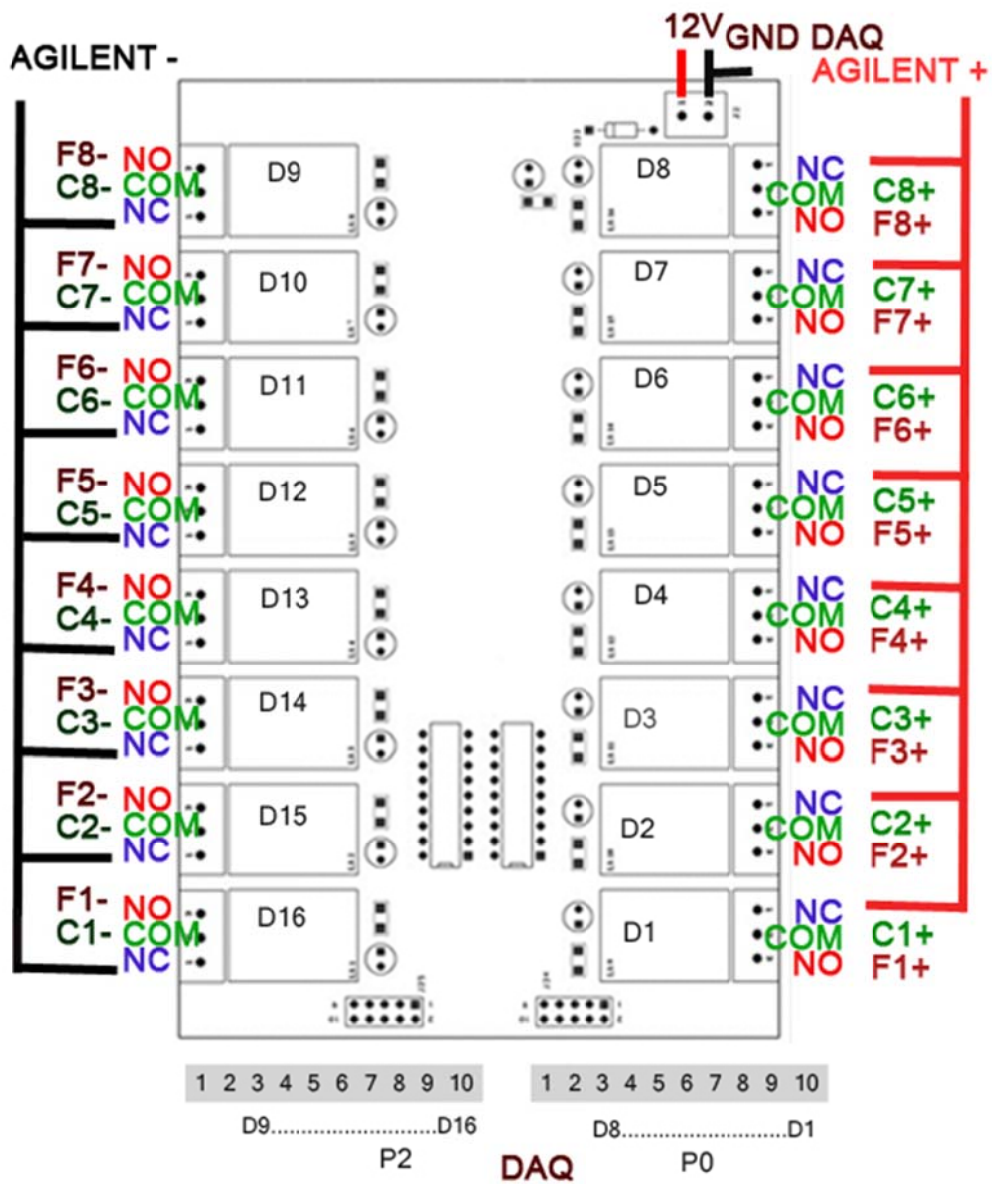 12V
GND DAQ
AGILENT -
AGILENT +
F8- NO
C8- COM
NC
D9
D8
NC
COM C8+
NO F8+
F7- NO
C7- COM
NC
D10
D7
NC
COM C7+
NO F7+
F6- NO
C6- COM
NC
D11
D6
NC
COM C6+
NO F6+
F5- NO
C5- COM
NC
D12
D5
NC
COM C5+
NO F5+
F4- NO
C4- COM
NC
D13
D4
NC
COM C4+
NO F4+
F3- NO
C3- COM
NC
D14
D3
NC
COM C3+
NO F3+
F2- NO
C2- COM
NC
D15
D2
NC
COM C2+
NO F2+
F1- NO
C1- COM
NC
D16
D1
NC
COM C1+
NO F1+
1 2 3 4 5 6 7 8 9 10
1 2 3 4 5 6 7 8 9 10
D9.........................D16
D8.........................D1
P2
DAQ
P0